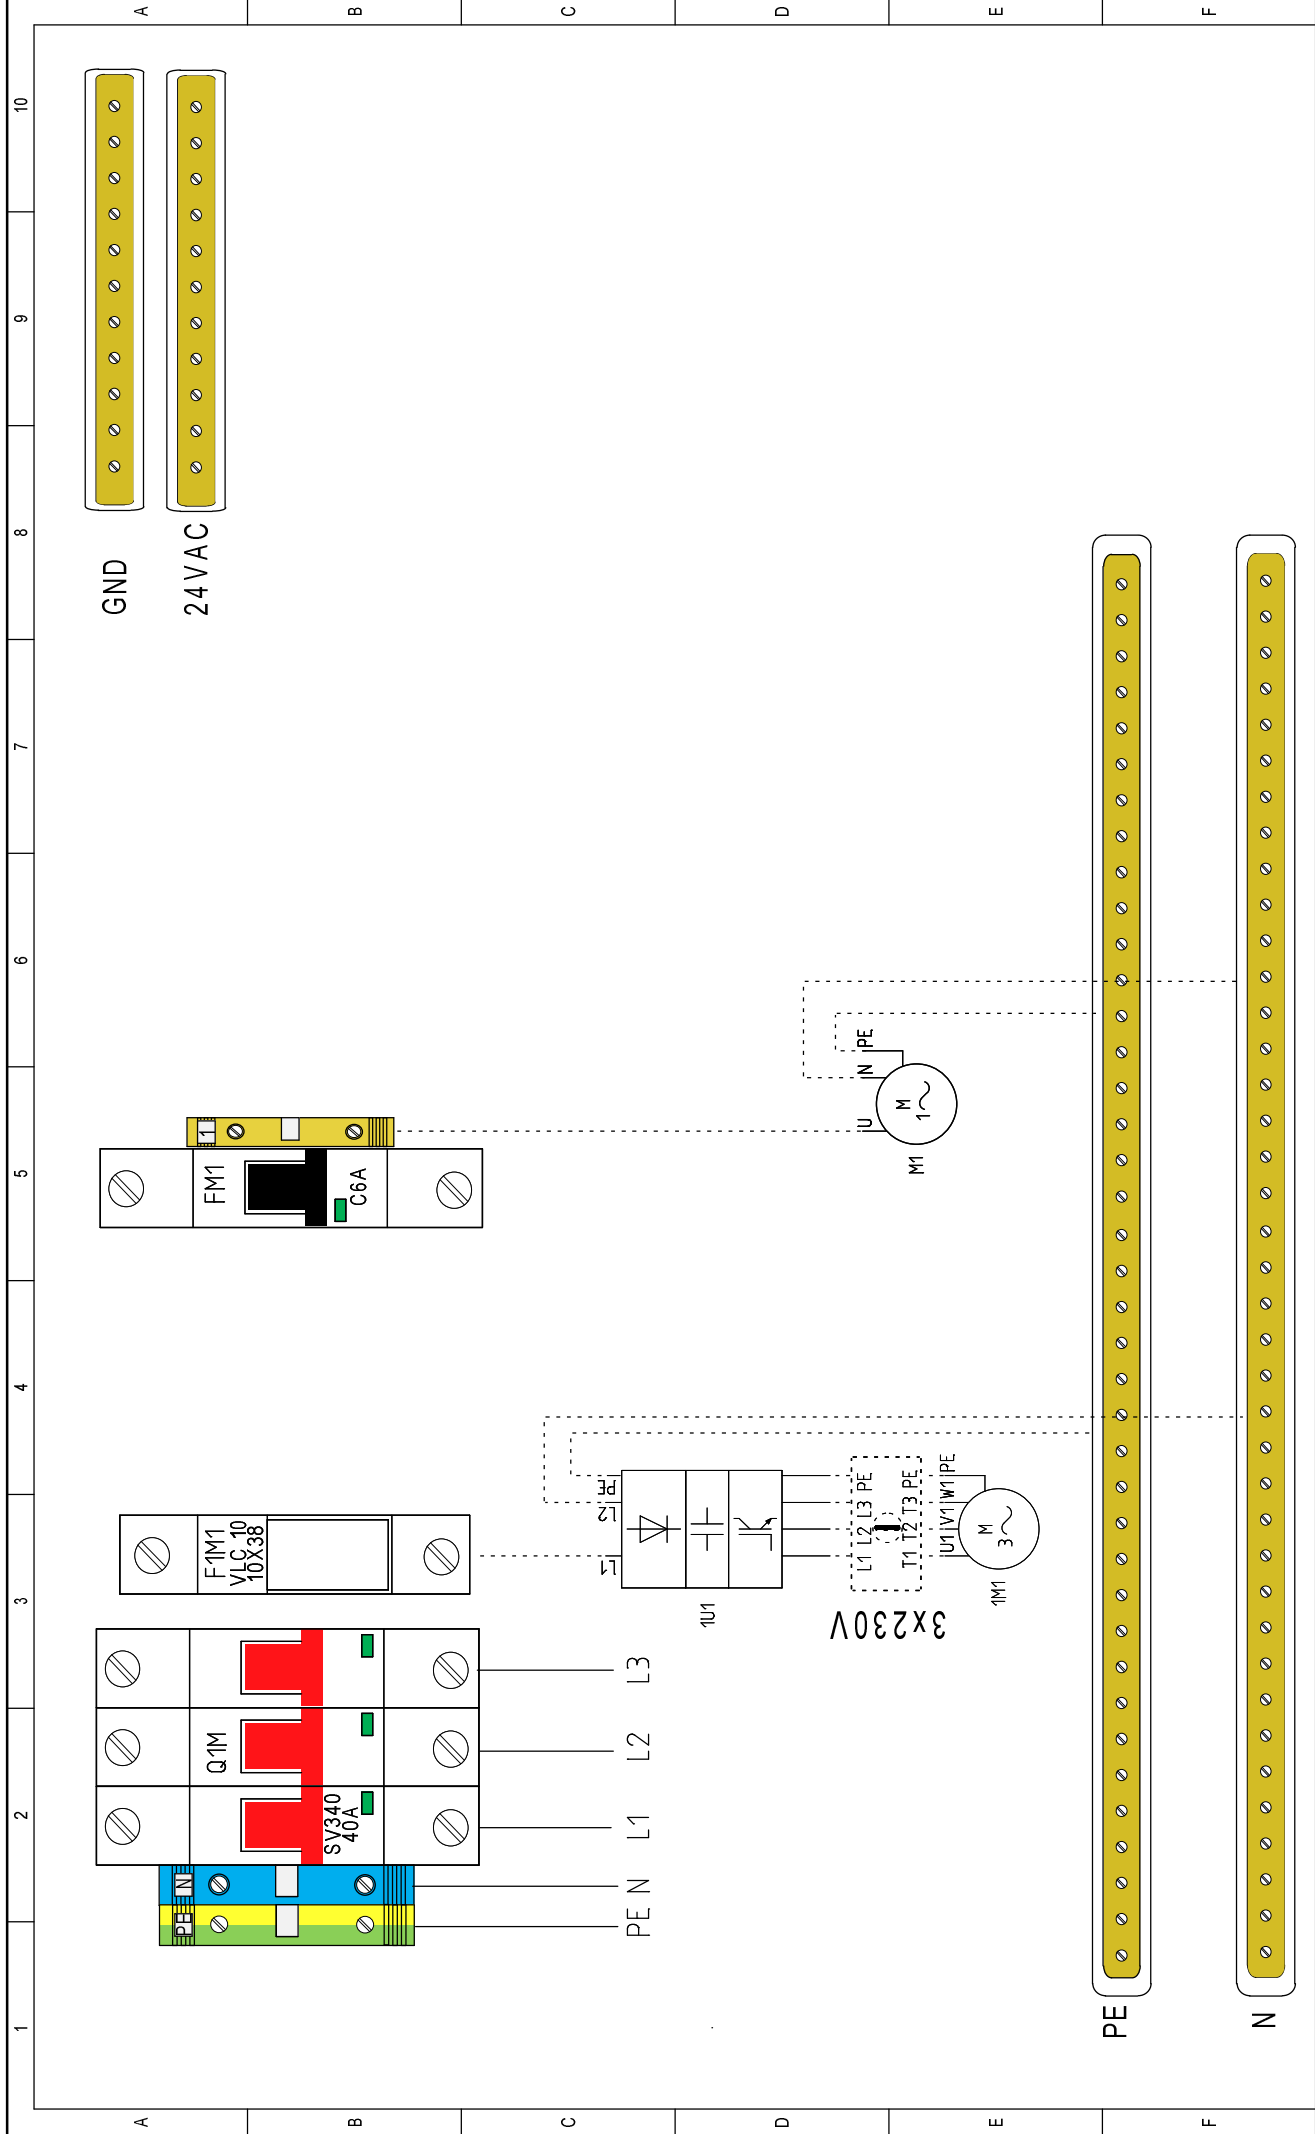 A
B
C
D
E
F
10
9
8
7
6
5
4
3
2
1
GND
24VAC
1
FM1
C6A
U
N
PE
M
1
M1
F1M1
VLC 10
10X38
L1
L2
PE
1U1
L1 L2 L3 PE
T1 T2 T3 PE
3x230V
U1 V1 W1 PE
M
3
1M1
Q1M
SV340
40A
N
PE
L3
L2
L1
N
PE
PE
N
A
B
C
D
E
F